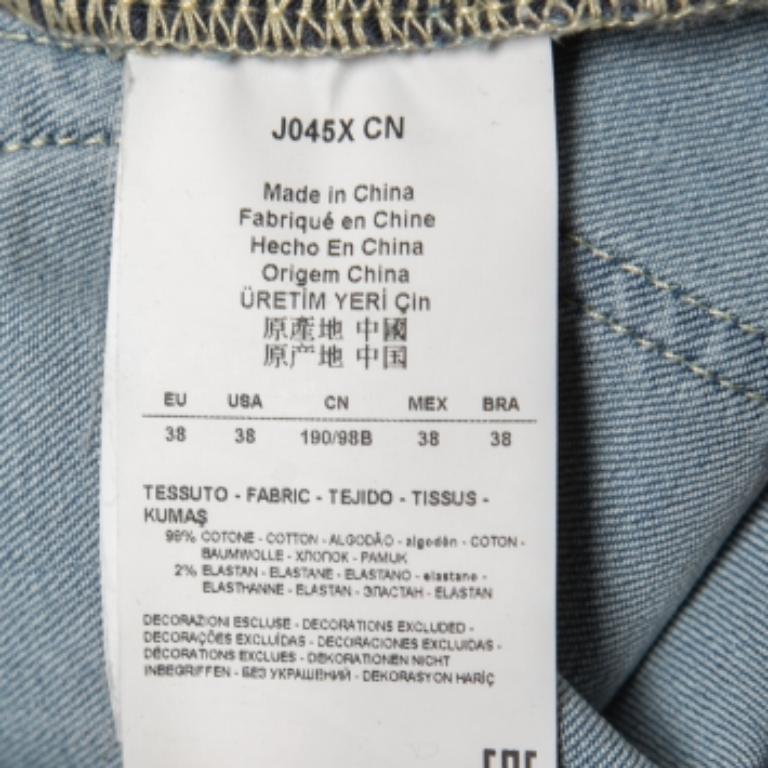 J045X CN
Made in China
Fabriqué en Chine
Hecho En China
Origem China
ÜRETİM YERİ Çin
原產地 中國
原产地 中国
EU USA CN MEX BRA
38 38 190/98B 38 38
TESSUTO - FABRIC - TEJIDO - TISSUS -
KUMAŞ
98% COTONE - COTTON - ALGODÃO - algodón - COTON -
BAUMWOLLE - ХЛОПОК - PAMUK
2% ELASTAN - ELASTANE - ELASTANO - elastano -
ELASTHANNE - ELASTAN - ЭЛАСТАН - ELASTAN
DECORAZIONI ESCLUSE - DECORATIONS EXCLUDED -
DECORAÇÕES EXCLUÍDAS - DECORACIONES EXCLUIDAS -
DÉCORATIONS EXCLUES - DEKORATIONEN NICHT
INBEGRIFFEN - БЕЗ УКРАШЕНИЙ - DEKORASYON HARİÇ